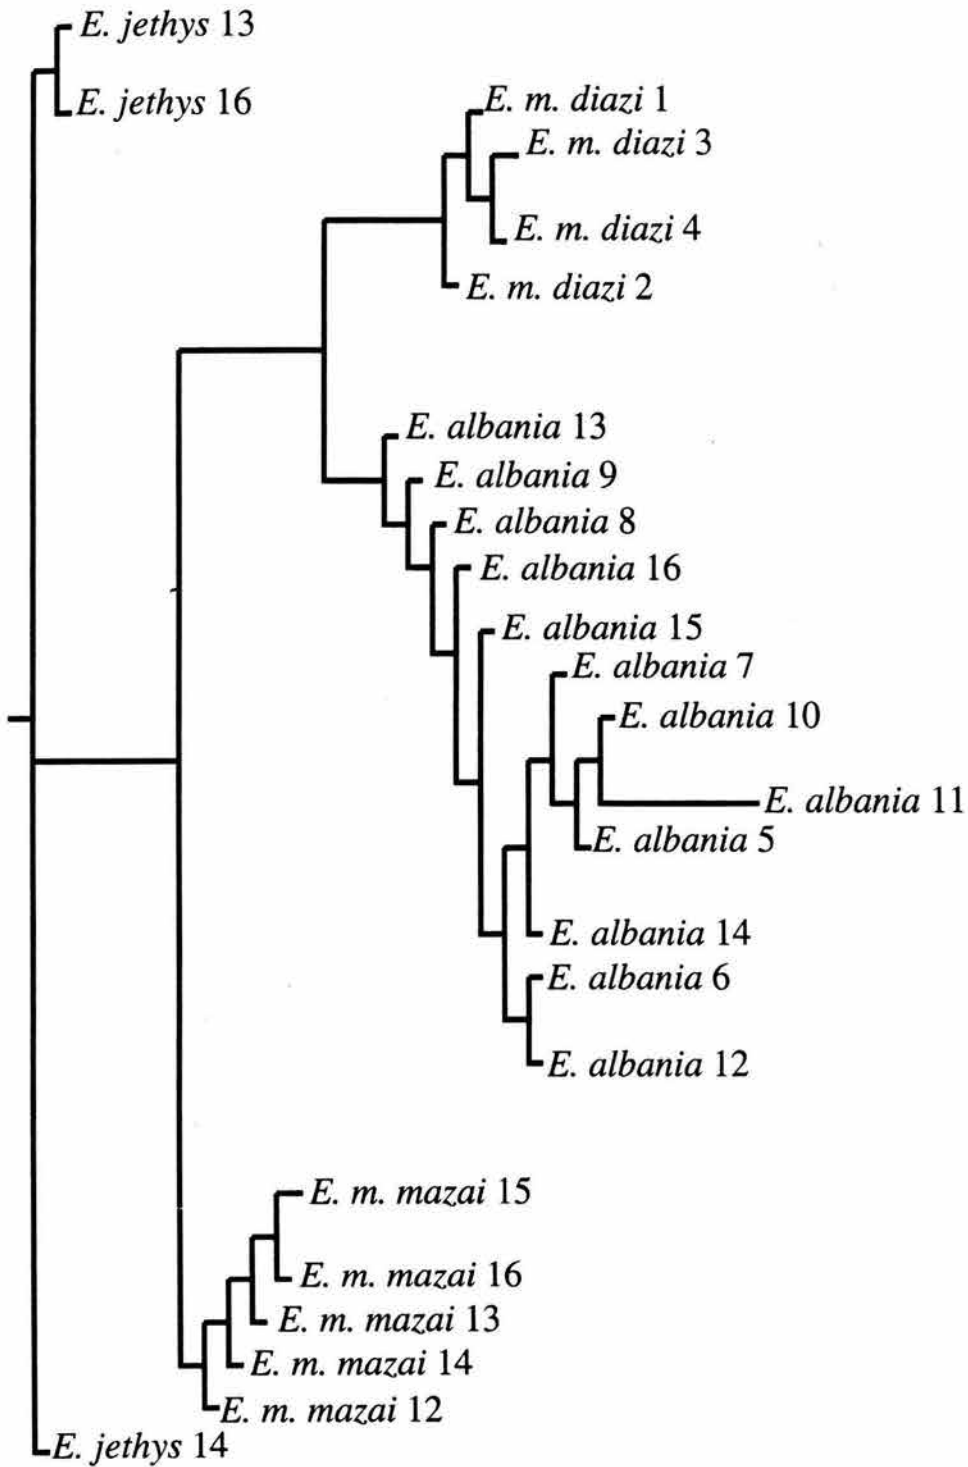 E. jethys 13
E. jethys 16
E. m. diazi 1
E. m. diazi 3
E. m. diazi 4
E. m. diazi 2
E. albania 13
E. albania 9
E. albania 8
E. albania 16
E. albania 15
E. albania 7
E. albania 10
E. albania 11
E. albania 5
E. albania 14
E. albania 6
E. albania 12
E. m. mazai 15
E. m. mazai 16
E. m. mazai 13
E. m. mazai 14
E. m. mazai 12
E. jethys 14